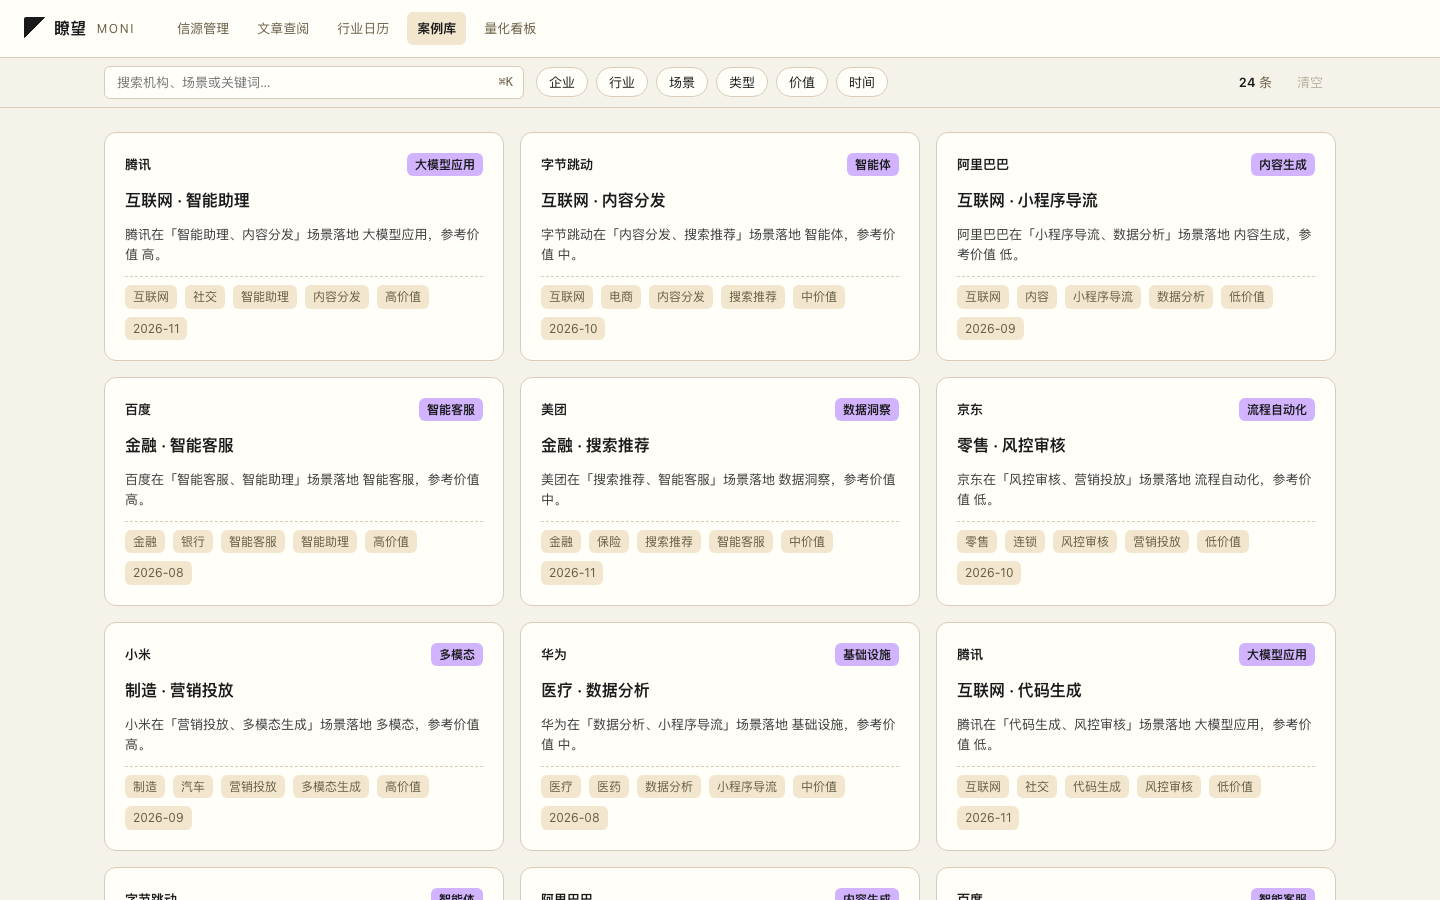 瞭望 MONI 信源管理 文章查阅 行业日历 案例库 量化看板
搜索机构、场景或关键词... ⌘K 企业 行业 场景 类型 价值 时间 24 条 清空
腾讯 大模型应用
互联网 · 智能助理
腾讯在「智能助理、内容分发」场景落地 大模型应用，参考价
值 高。
互联网 社交 智能助理 内容分发 高价值
2026-11
字节跳动 智能体
互联网 · 内容分发
字节跳动在「内容分发、搜索推荐」场景落地 智能体，参考价
值 中。
互联网 电商 内容分发 搜索推荐 中价值
2026-10
阿里巴巴 内容生成
互联网 · 小程序导流
阿里巴巴在「小程序导流、数据分析」场景落地 内容生成，参
考价值 低。
互联网 内容 小程序导流 数据分析 低价值
2026-09
百度 智能客服
金融 · 智能客服
百度在「智能客服、智能助理」场景落地 智能客服，参考价值
高。
金融 银行 智能客服 智能助理 高价值
2026-08
美团 数据洞察
金融 · 搜索推荐
美团在「搜索推荐、智能客服」场景落地 数据洞察，参考价值
中。
金融 保险 搜索推荐 智能客服 中价值
2026-11
京东 流程自动化
零售 · 风控审核
京东在「风控审核、营销投放」场景落地 流程自动化，参考价
值 低。
零售 连锁 风控审核 营销投放 低价值
2026-10
小米 多模态
制造 · 营销投放
小米在「营销投放、多模态生成」场景落地 多模态，参考价值
高。
制造 汽车 营销投放 多模态生成 高价值
2026-09
华为 基础设施
医疗 · 数据分析
华为在「数据分析、小程序导流」场景落地 基础设施，参考价
值 中。
医疗 医药 数据分析 小程序导流 中价值
2026-08
腾讯 大模型应用
互联网 · 代码生成
腾讯在「代码生成、风控审核」场景落地 大模型应用，参考价
值 低。
互联网 社交 代码生成 风控审核 低价值
2026-11
字节跳动 智能体
阿里巴巴 内容生成
百度 智能客服